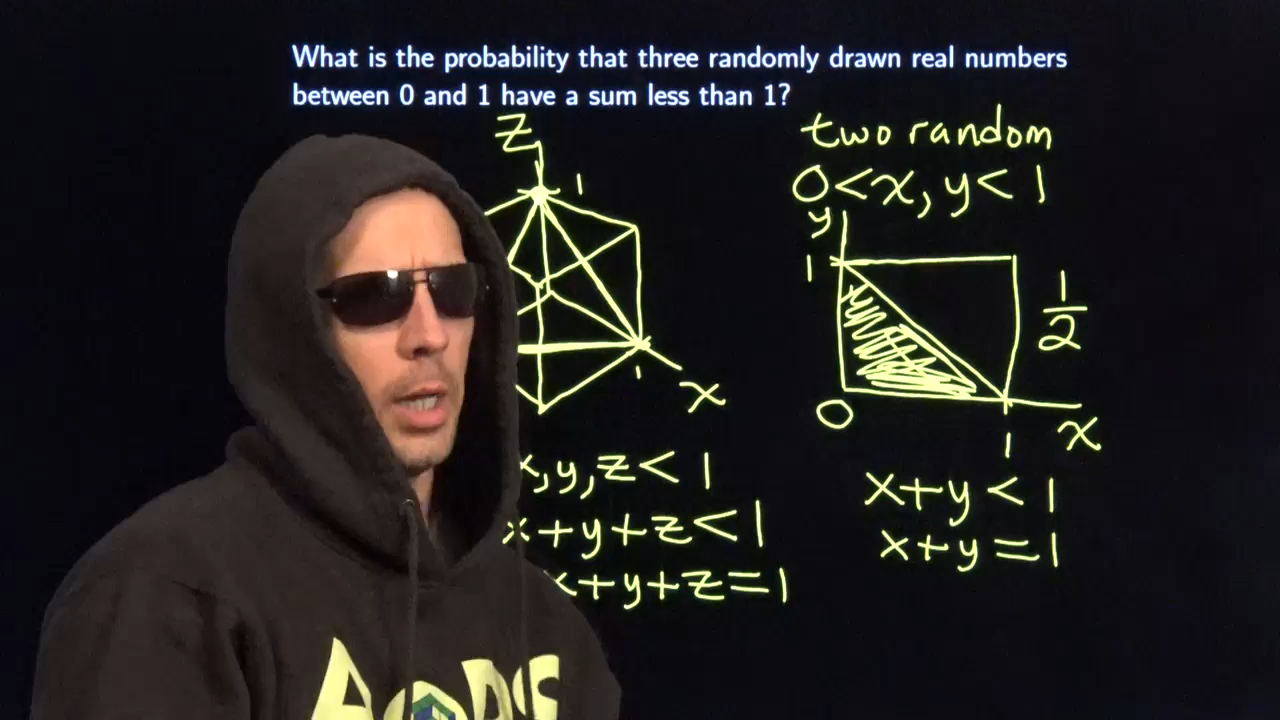 What is the probability that three randomly drawn real numbers
between 0 and 1 have a sum less than 1?
z
1
1
x
x, y, z < 1
x + y + z < 1
x + y + z = 1
two random
0 < x, y < 1
y
1
1/2
0
1
x
x + y < 1
x + y = 1
AOPS